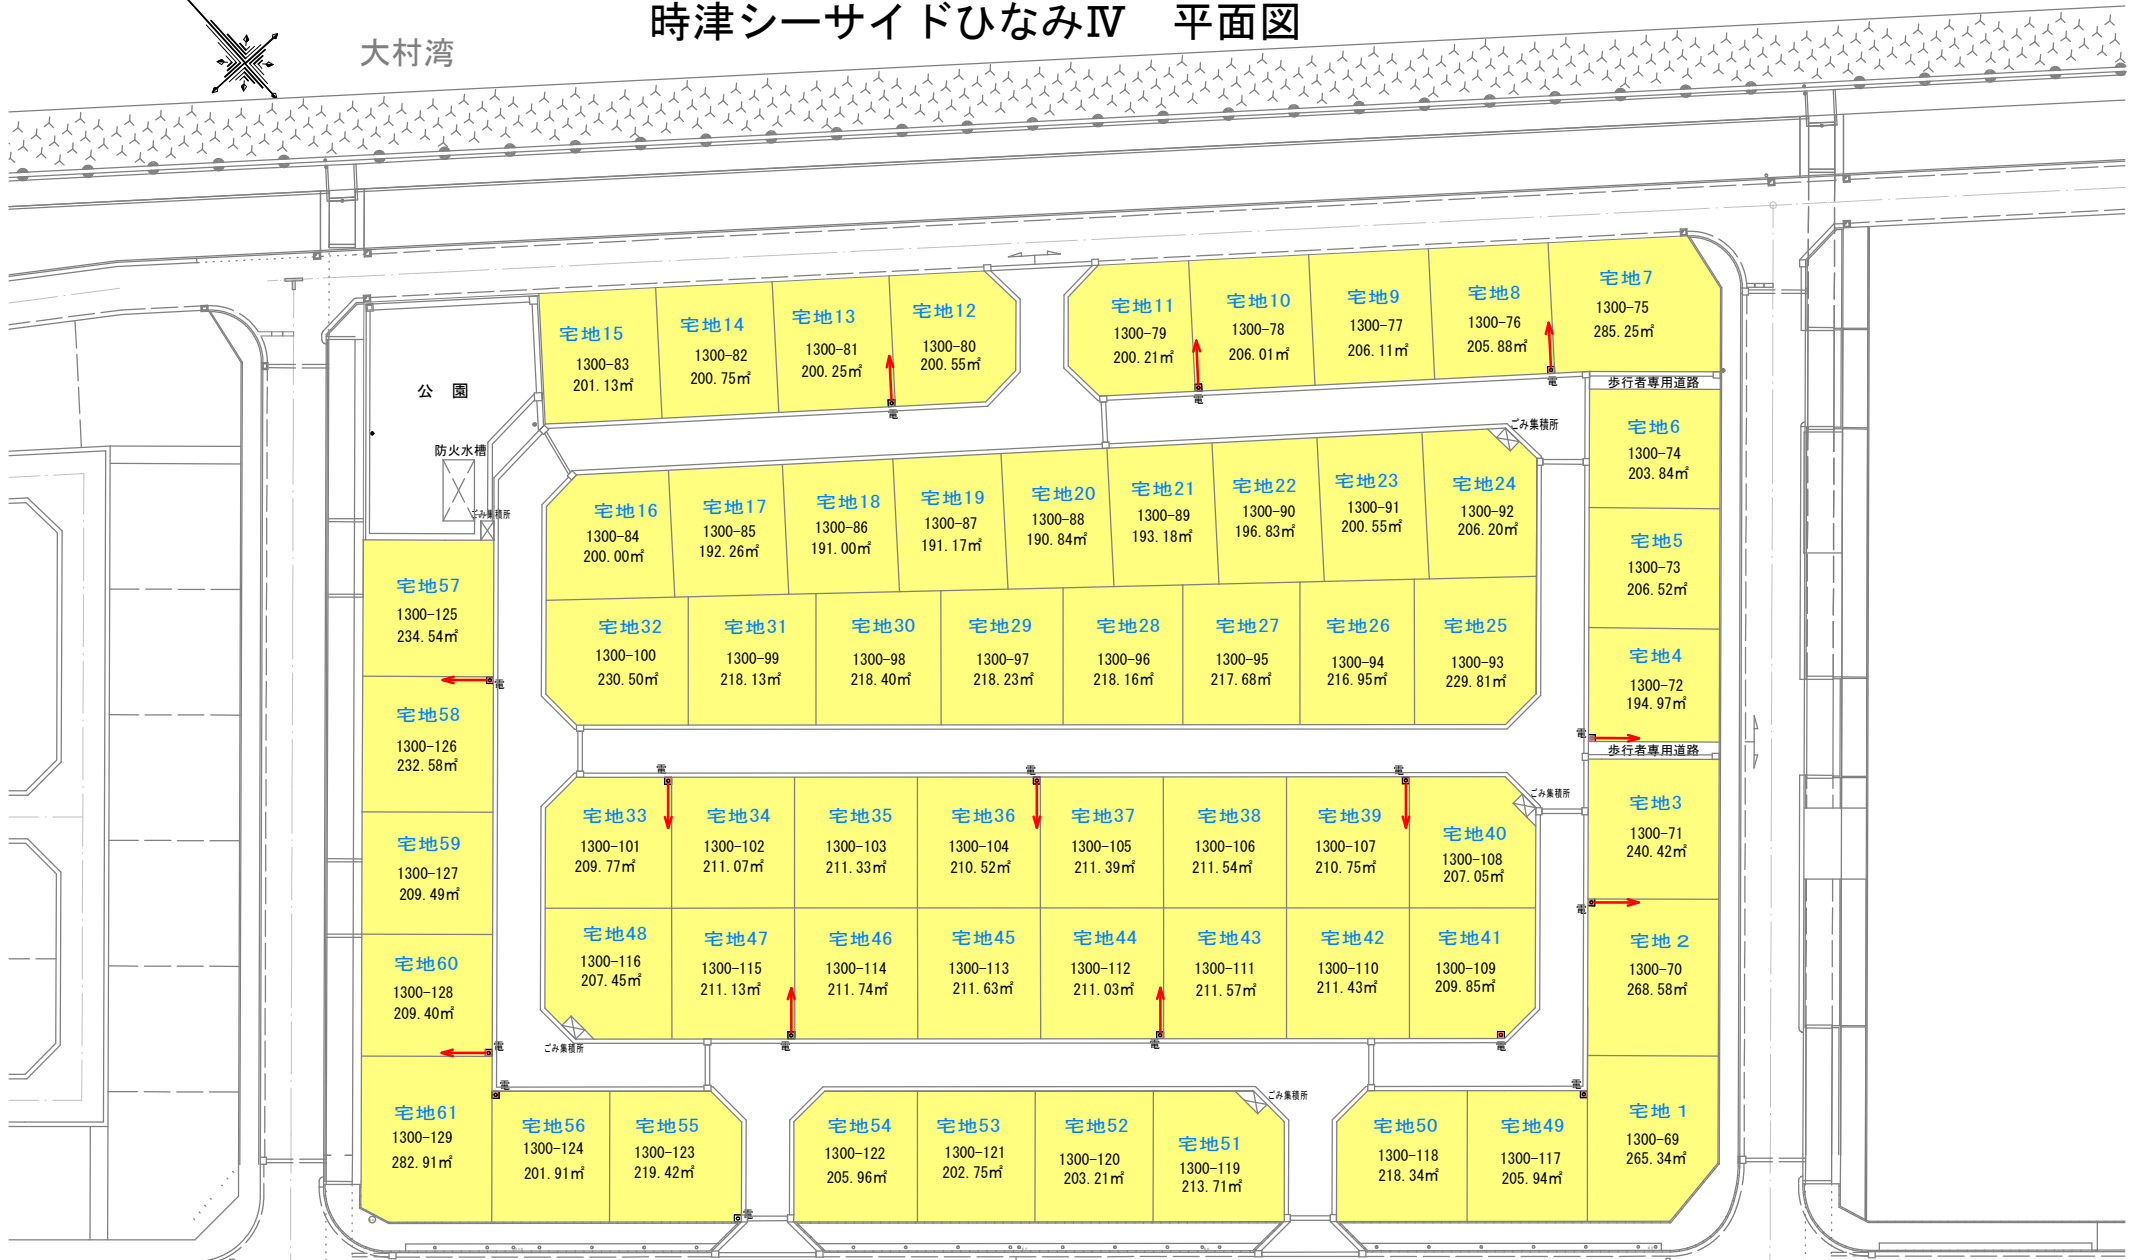 時津シーサイドひなみⅣ　平面図
大村湾
宅地7
1300-75
285.25㎡
宅地8
1300-76
205.88㎡
宅地9
1300-77
206.11㎡
宅地10
1300-78
206.01㎡
宅地11
1300-79
200.21㎡
宅地12
1300-80
200.55㎡
宅地13
1300-81
200.25㎡
宅地14
1300-82
200.75㎡
宅地15
1300-83
201.13㎡
電
電
電
歩行者専用道路
公　園
防火水槽
ごみ集積所
ごみ集積所
宅地6
1300-74
203.84㎡
宅地5
1300-73
206.52㎡
宅地4
1300-72
194.97㎡
電
歩行者専用道路
宅地16
1300-84
200.00㎡
宅地17
1300-85
192.26㎡
宅地18
1300-86
191.00㎡
宅地19
1300-87
191.17㎡
宅地20
1300-88
190.84㎡
宅地21
1300-89
193.18㎡
宅地22
1300-90
196.83㎡
宅地23
1300-91
200.55㎡
宅地24
1300-92
206.20㎡
宅地32
1300-100
230.50㎡
宅地31
1300-99
218.13㎡
宅地30
1300-98
218.40㎡
宅地29
1300-97
218.23㎡
宅地28
1300-96
218.16㎡
宅地27
1300-95
217.68㎡
宅地26
1300-94
216.95㎡
宅地25
1300-93
229.81㎡
宅地57
1300-125
234.54㎡
電
宅地58
1300-126
232.58㎡
宅地59
1300-127
209.49㎡
宅地60
1300-128
209.40㎡
電
宅地61
1300-129
282.91㎡
電
電
電
ごみ集積所
宅地33
1300-101
209.77㎡
宅地34
1300-102
211.07㎡
宅地35
1300-103
211.33㎡
宅地36
1300-104
210.52㎡
宅地37
1300-105
211.39㎡
宅地38
1300-106
211.54㎡
宅地39
1300-107
210.75㎡
宅地40
1300-108
207.05㎡
宅地3
1300-71
240.42㎡
電
宅地２
1300-70
268.58㎡
宅地48
1300-116
207.45㎡
宅地47
1300-115
211.13㎡
宅地46
1300-114
211.74㎡
宅地45
1300-113
211.63㎡
宅地44
1300-112
211.03㎡
宅地43
1300-111
211.57㎡
宅地42
1300-110
211.43㎡
宅地41
1300-109
209.85㎡
ごみ集積所
電
電
電
電
電
ごみ集積所
宅地56
1300-124
201.91㎡
宅地55
1300-123
219.42㎡
電
宅地54
1300-122
205.96㎡
宅地53
1300-121
202.75㎡
宅地52
1300-120
203.21㎡
宅地51
1300-119
213.71㎡
宅地50
1300-118
218.34㎡
宅地49
1300-117
205.94㎡
宅地１
1300-69
265.34㎡